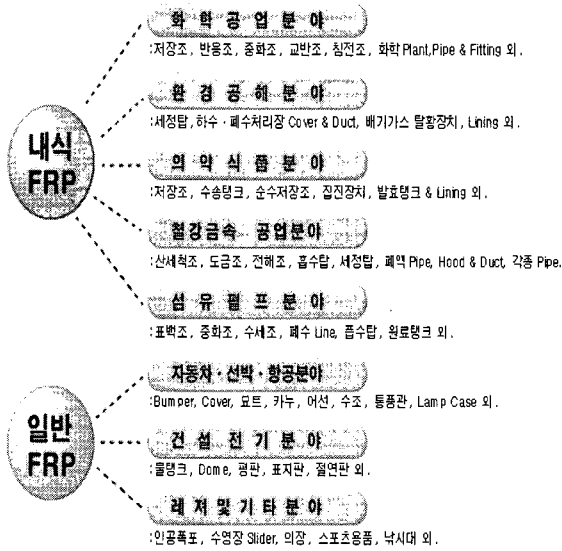 화 학 공 업 분 야
:저장조, 반응조, 중화조, 교반조, 침전조, 화학 Plant,Pipe & Fitting 외.
환 경 공 해 분 야
:세정탑, 하수 · 폐수처리장 Cover & Duct, 배기가스 탈황장치, Lining 외.
내식
FRP
의 약 식 품 분 야
:저장조, 수송탱크, 순수저장조, 집진장치, 발효탱크 & Lining 외.
철강금속 공업분야
:산세척조, 도금조, 전해조, 흡수탑, 세정탑, 폐액 Pipe, Hood & Duct, 각종 Pipe.
섬 유 펄 프 분 야
:표백조, 중화조, 수세조, 폐수 Line, 흡수탑, 원료탱크 외.
자동차 · 선박 · 항공분야
:Bumper, Cover, 요트, 카누, 어선, 수조, 통풍관, Lamp Case 외.
일반
FRP
건 설 전 기 분 야
:물탱크, Dome, 평판, 표지판, 절연판 외.
레 저 및 기 타 분 야
:인공폭포, 수영장 Slider, 의장, 스포츠용품, 낚시대 외.